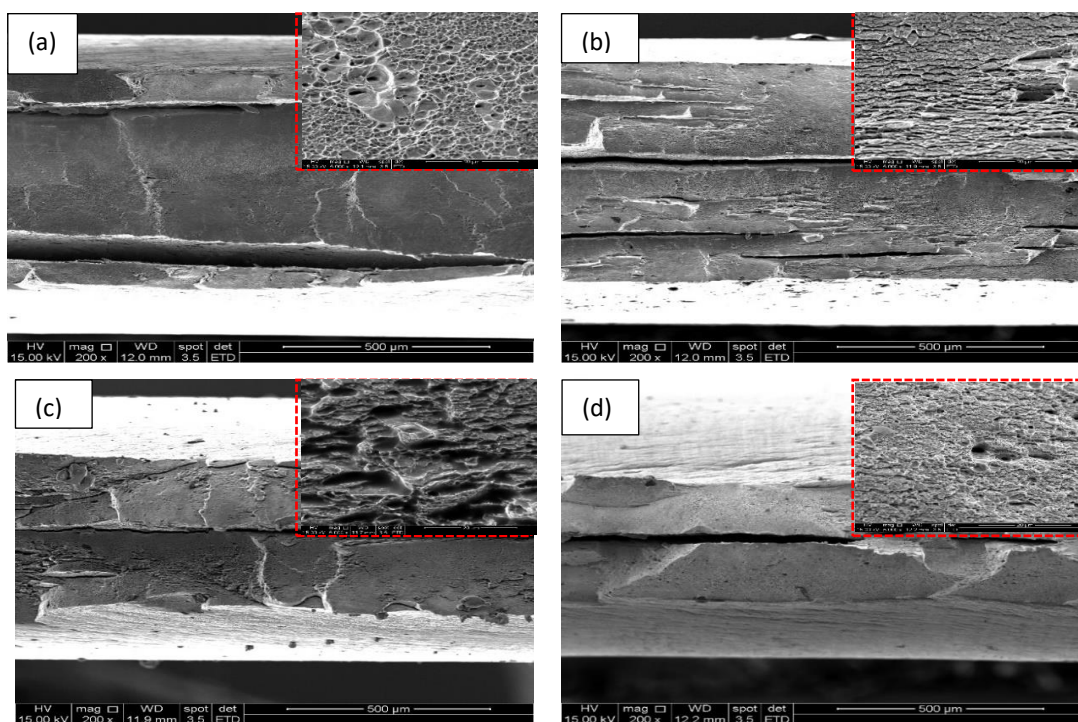 (a)
HV mag □ WD spot det
15.00 kV 200 x 12.0 mm 3.5 ETD
500 µm
(b)
HV mag □ WD spot det
15.00 kV 200 x 12.0 mm 3.5 ETD
500 µm
(c)
HV mag □ WD spot det
15.00 kV 200 x 11.9 mm 3.5 ETD
500 µm
(d)
HV mag □ WD spot det
15.00 kV 200 x 12.2 mm 3.5 ETD
500 µm